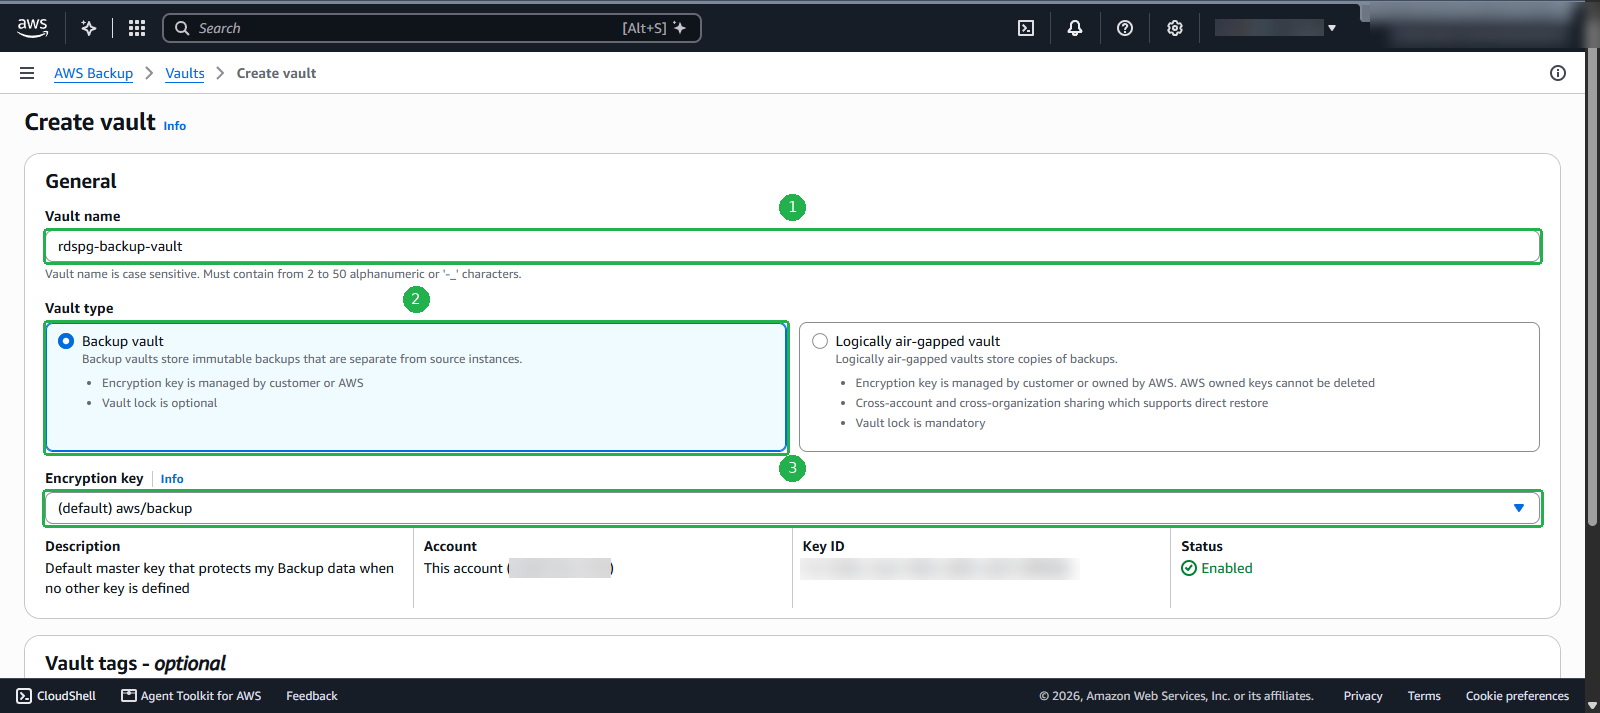 aws
Search [Alt+S]
AWS Backup > Vaults > Create vault
Create vault Info
General
Vault name
1
rdspg-backup-vault
Vault name is case sensitive. Must contain from 2 to 50 alphanumeric or '-_' characters.
2
Vault type
Backup vault
Backup vaults store immutable backups that are separate from source instances.
• Encryption key is managed by customer or AWS
• Vault lock is optional
Logically air-gapped vault
Logically air-gapped vaults store copies of backups.
• Encryption key is managed by customer or owned by AWS. AWS owned keys cannot be deleted
• Cross-account and cross-organization sharing which supports direct restore
• Vault lock is mandatory
3
Encryption key Info
(default) aws/backup
Description
Default master key that protects my Backup data when
no other key is defined
Account
This account ( )
Key ID
Status
Enabled
Vault tags - optional
CloudShell Agent Toolkit for AWS Feedback © 2026, Amazon Web Services, Inc. or its affiliates. Privacy Terms Cookie preferences